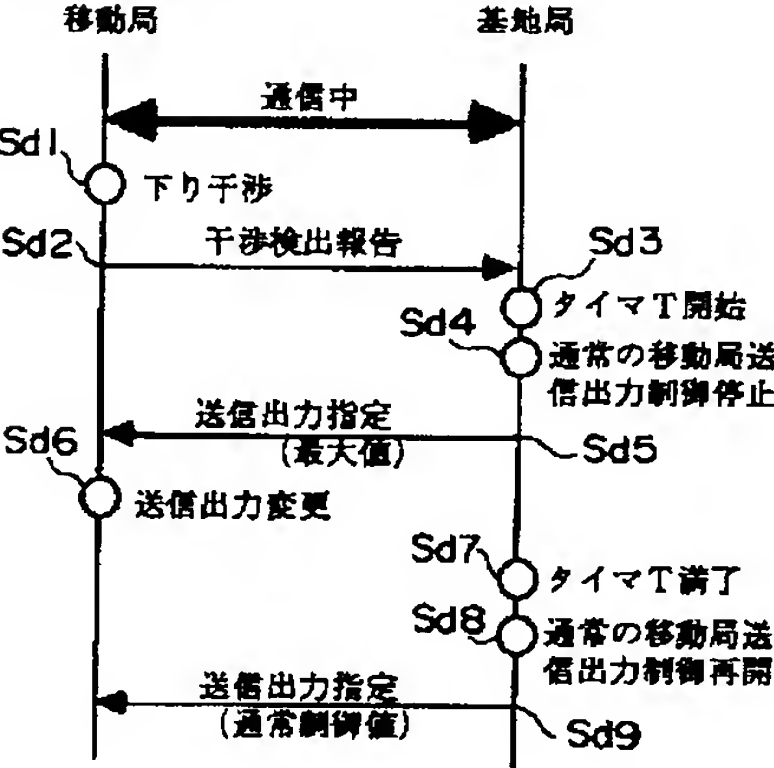 移動局
基地局
通信中
Sd1
下り干渉
Sd2
干渉検出報告
Sd3
タイマT開始
Sd4
通常の移動局送
信出力制御停止
送信出力指定
(最大値)
Sd5
Sd6
送信出力変更
Sd7
タイマT満了
Sd8
通常の移動局送
信出力制御再開
送信出力指定
(通常制御値)
Sd9